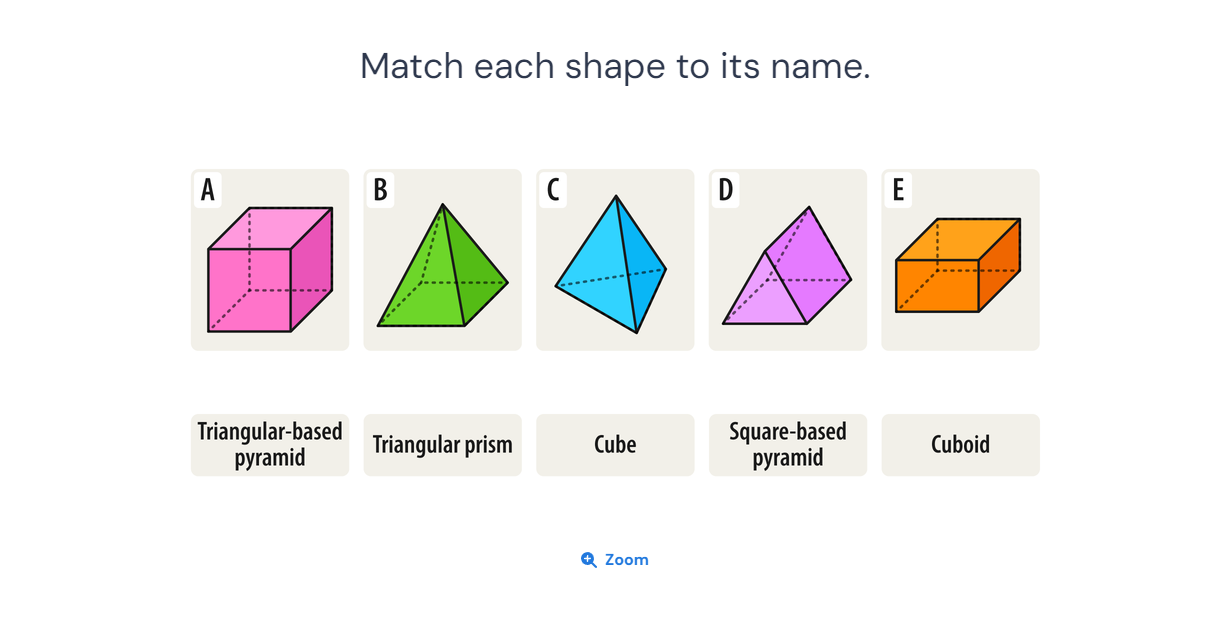 Match each shape to its name.
A
B
C
D
E
Triangular-based
pyramid
Triangular prism
Cube
Square-based
pyramid
Cuboid
Zoom